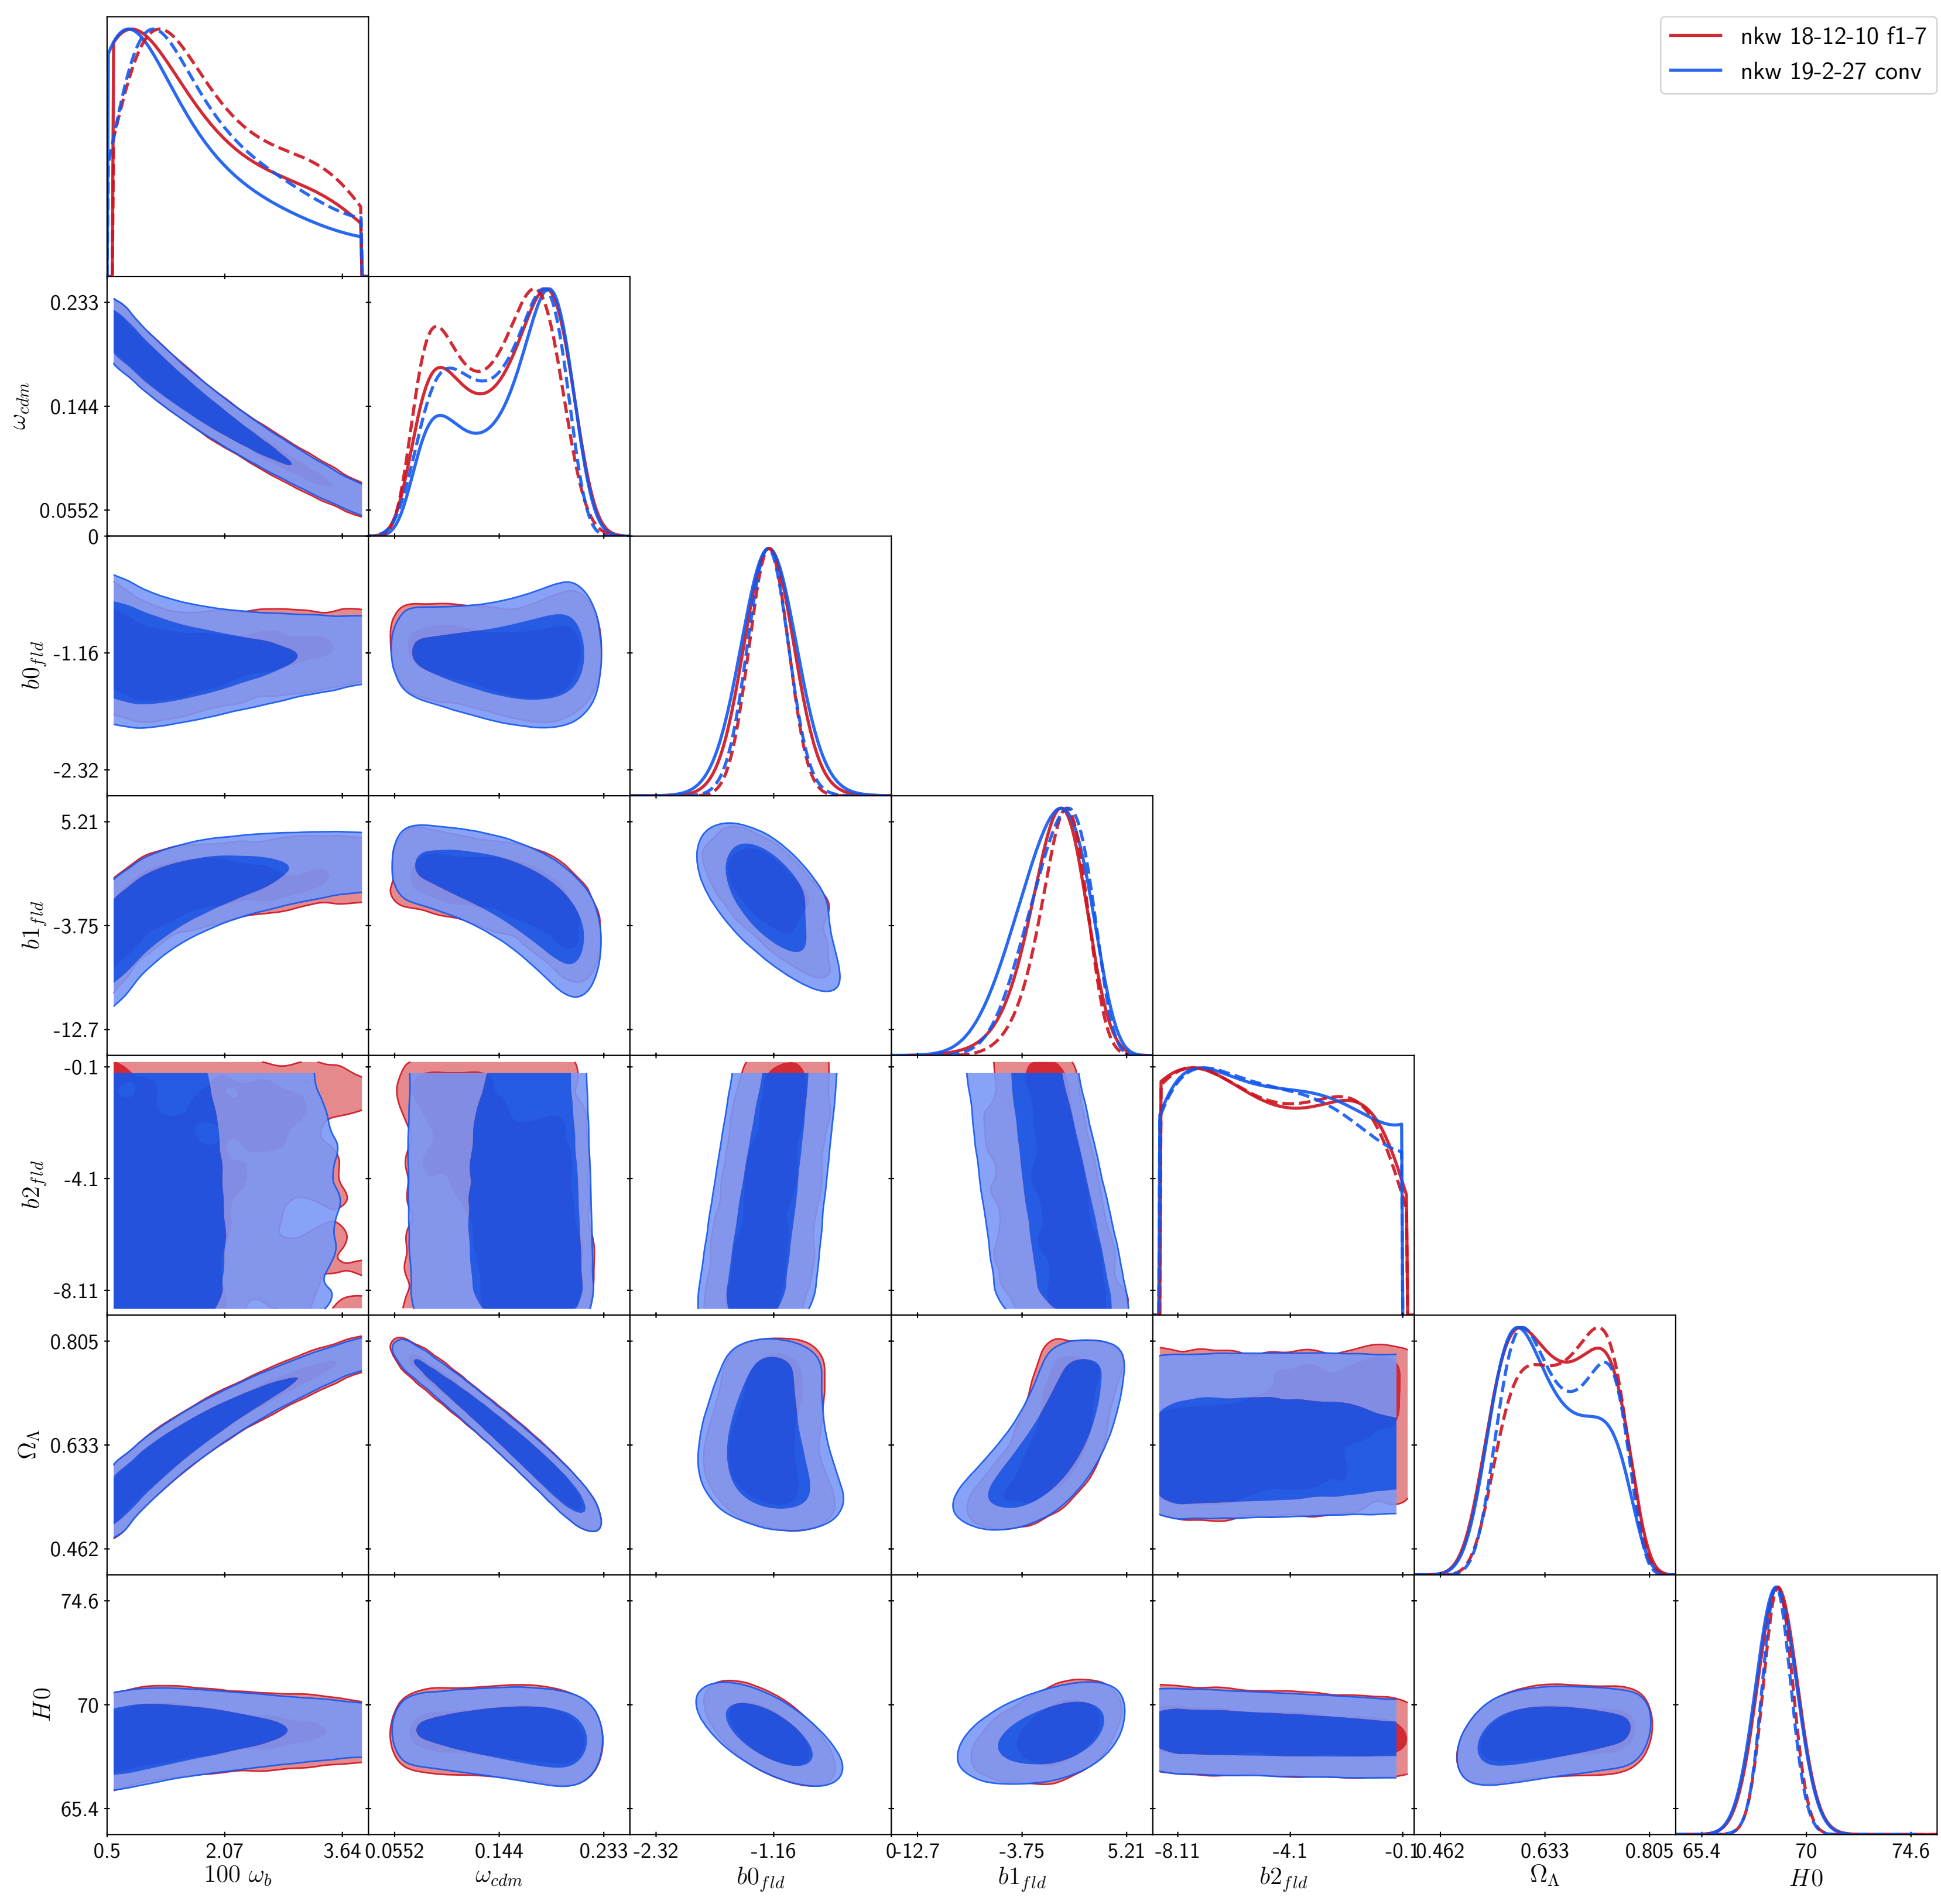 nkw 18-12-10 f1-7
nkw 19-2-27 conv
0.233
0.144
0.0552
ω_cdm
0
-1.16
-2.32
b0_fld
5.21
-3.75
-12.7
b1_fld
-0.1
-4.1
-8.11
b2_fld
0.805
0.633
0.462
Ω_Λ
74.6
70
65.4
H0
0.5 2.07 3.64 0.0552 0.144 0.233 -2.32 -1.16 0 -12.7 -3.75 5.21 -8.11 -4.1 -0.1 0.462 0.633 0.805 65.4 70 74.6
100 ω_b ω_cdm b0_fld b1_fld b2_fld Ω_Λ H0